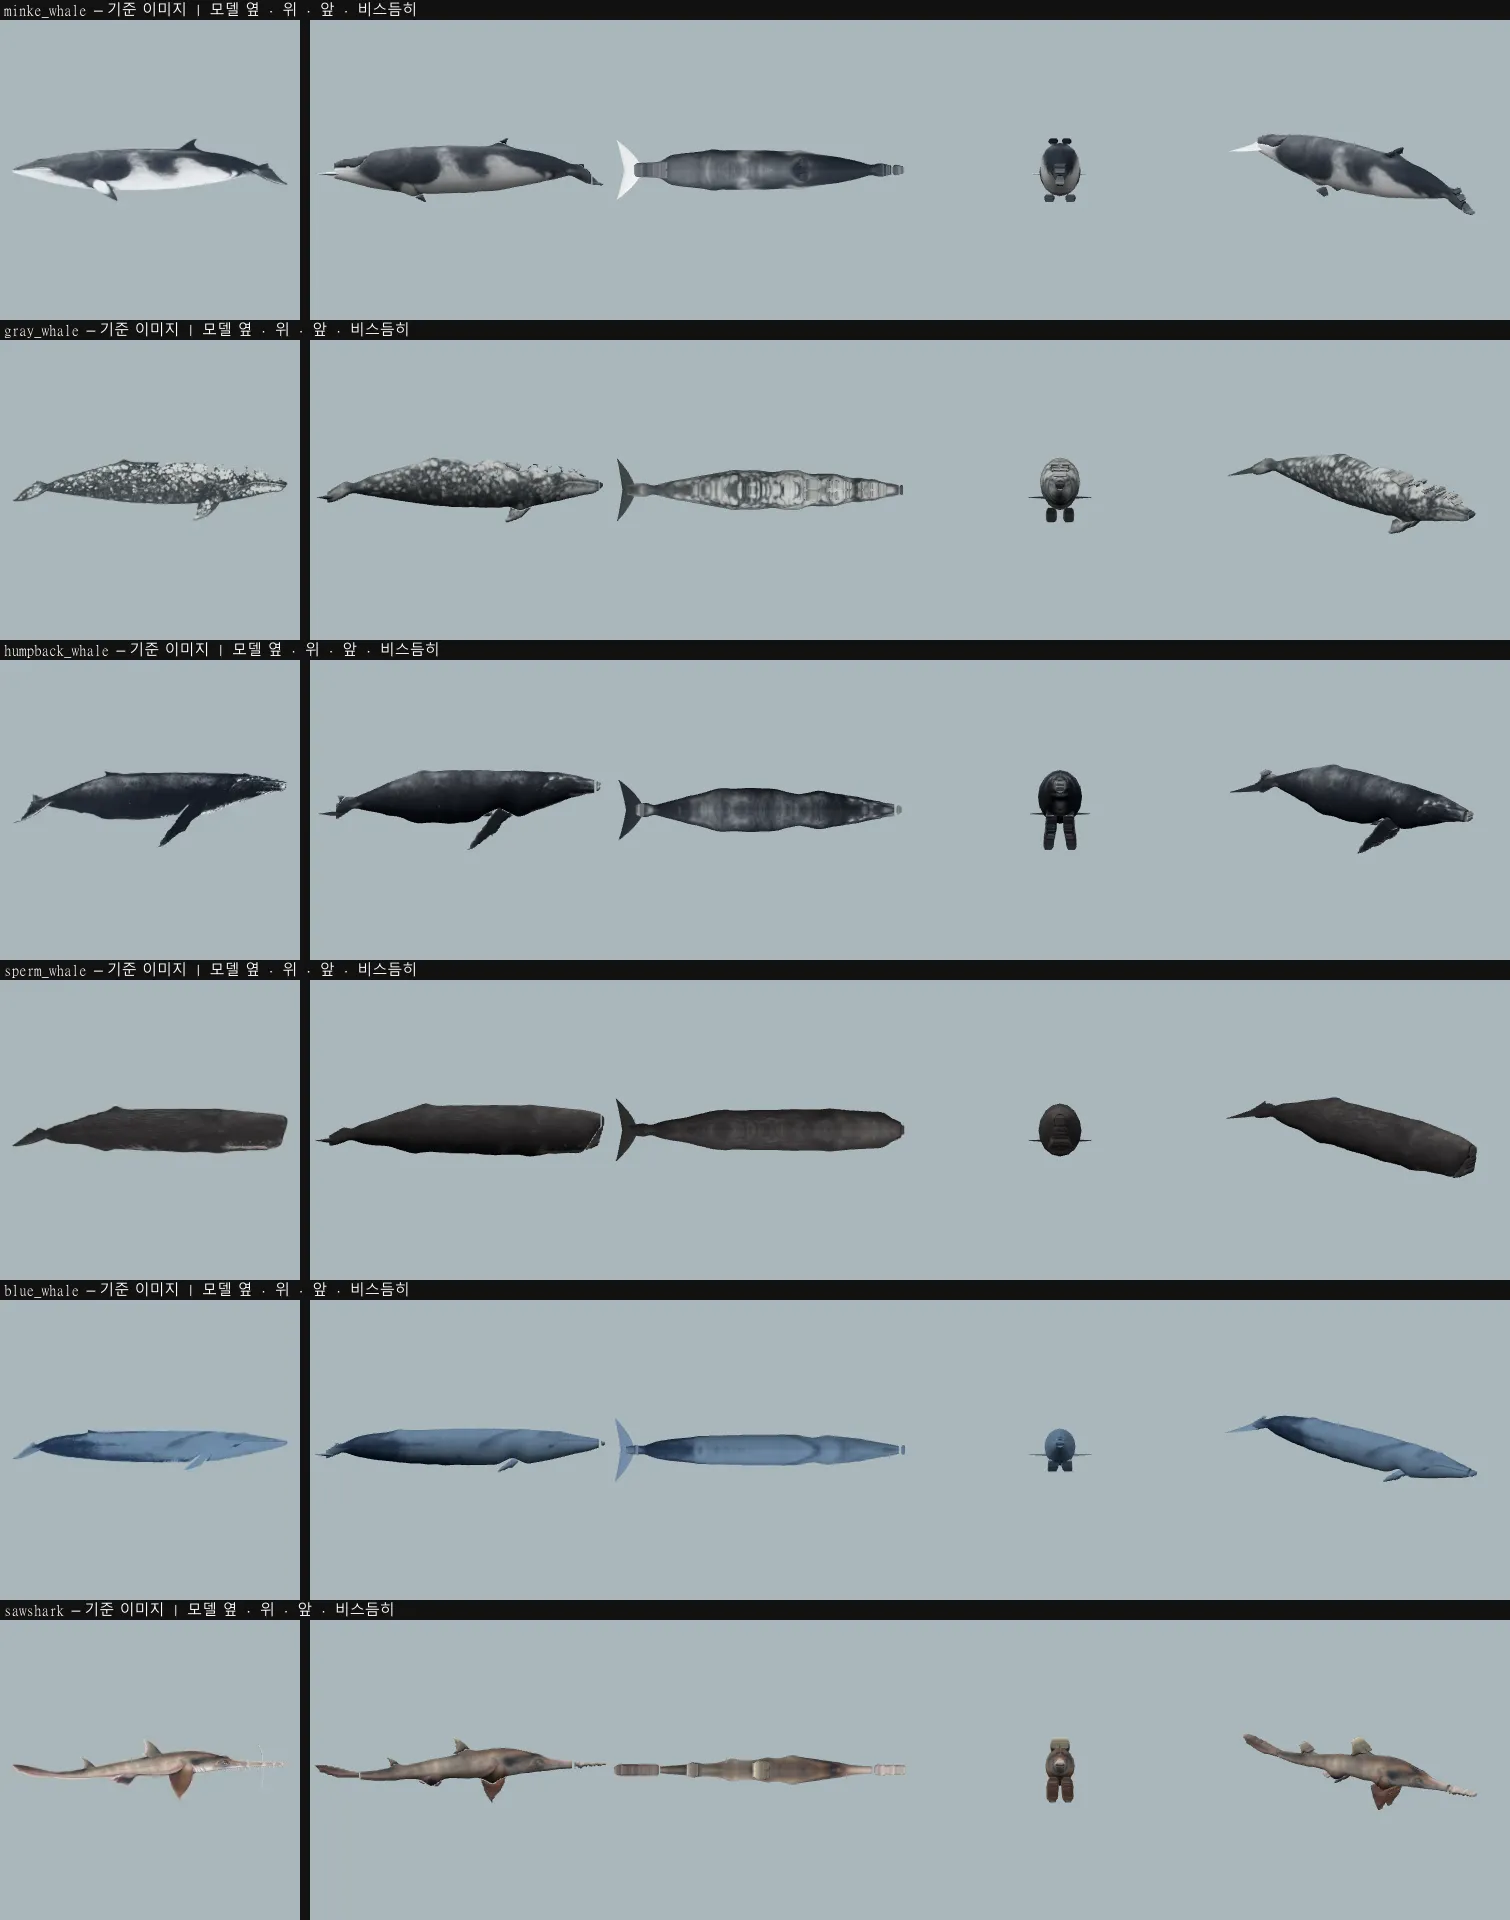 minke_whale — 기준 이미지 | 모델 옆 · 위 · 앞 · 비스듬히
gray_whale — 기준 이미지 | 모델 옆 · 위 · 앞 · 비스듬히
humpback_whale — 기준 이미지 | 모델 옆 · 위 · 앞 · 비스듬히
sperm_whale — 기준 이미지 | 모델 옆 · 위 · 앞 · 비스듬히
blue_whale — 기준 이미지 | 모델 옆 · 위 · 앞 · 비스듬히
sawshark — 기준 이미지 | 모델 옆 · 위 · 앞 · 비스듬히